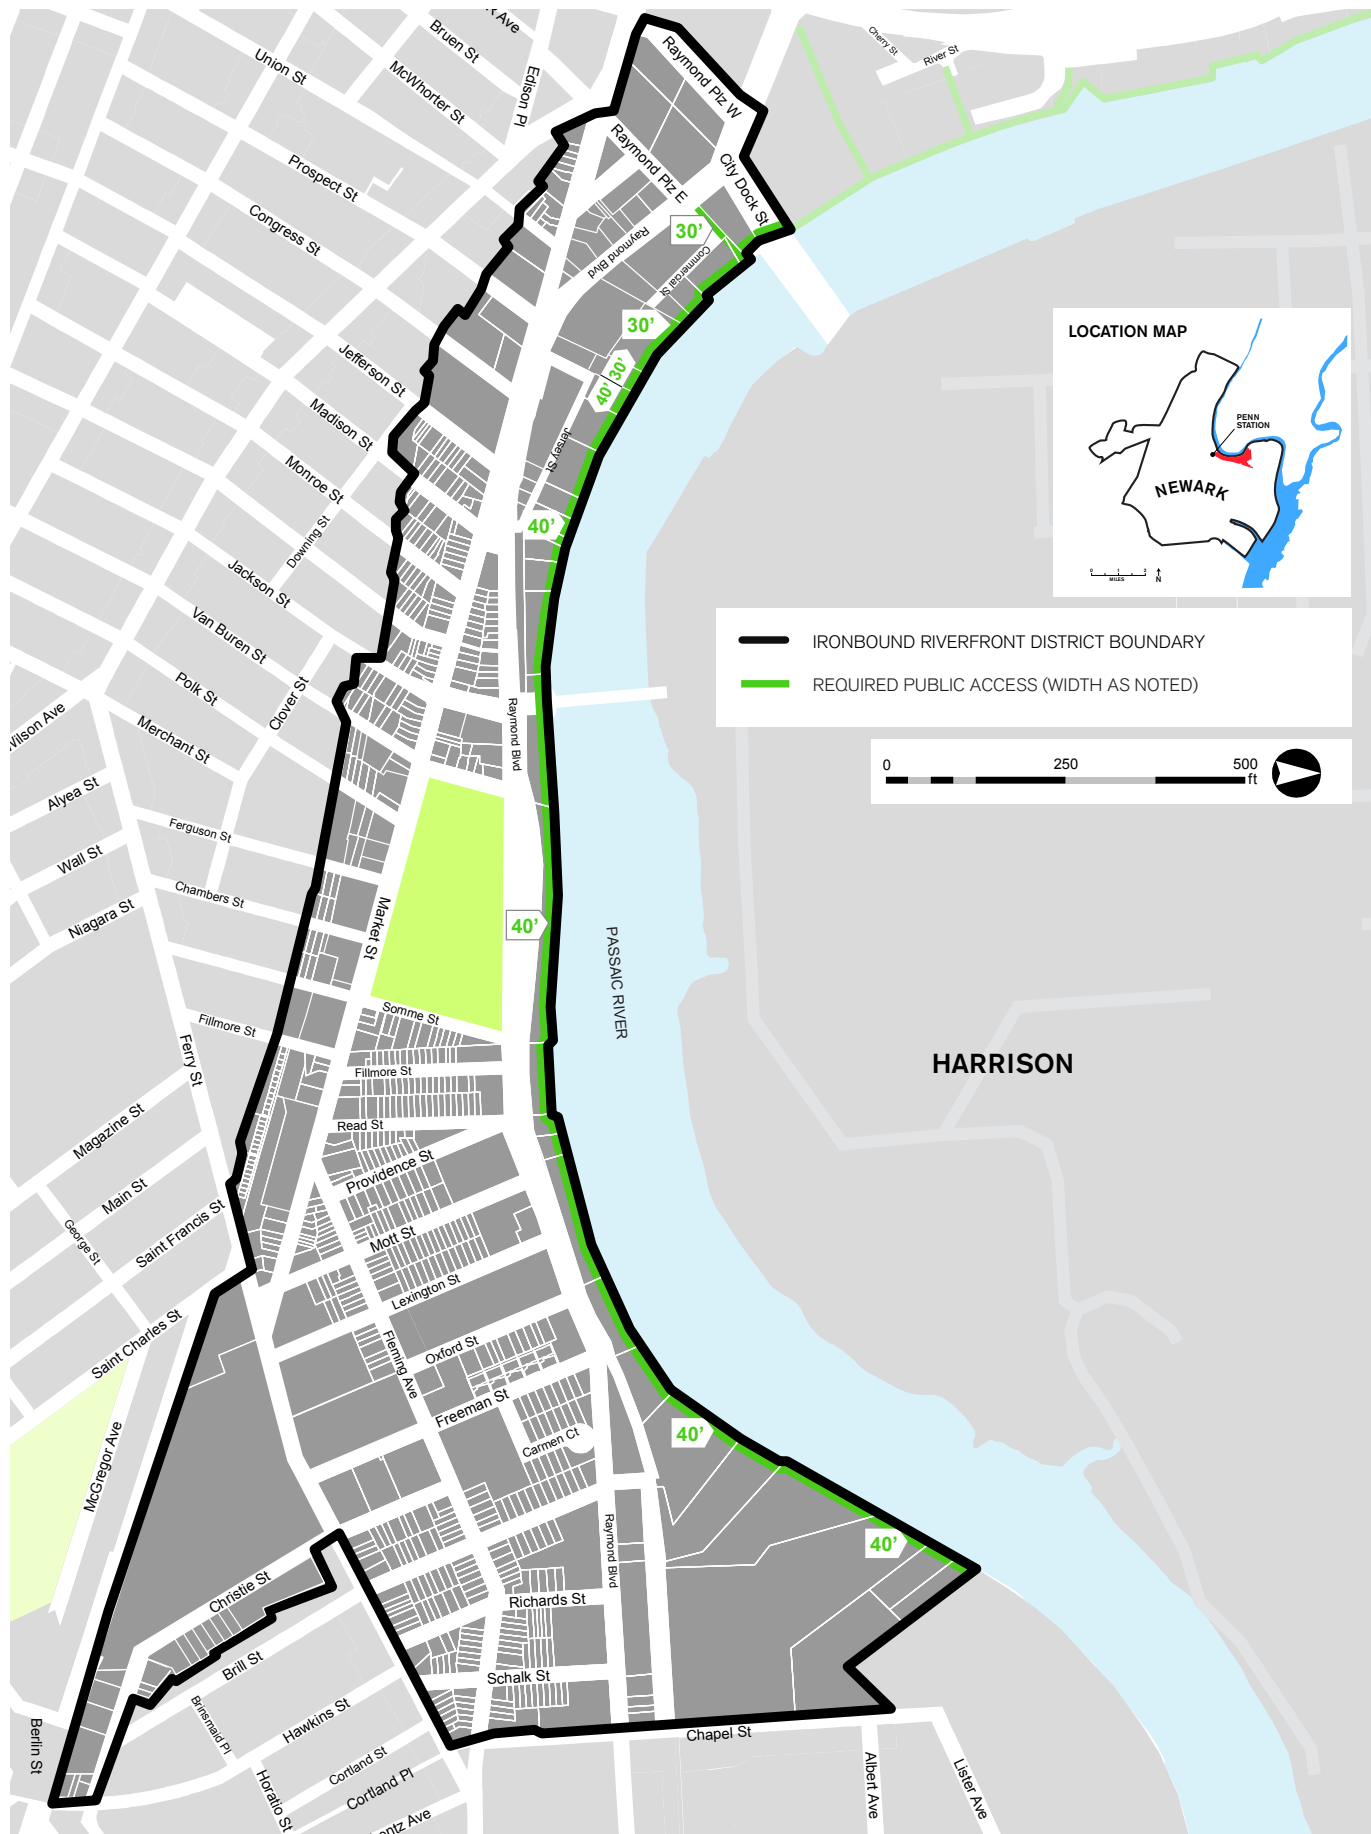 Bruen St
McWhorter St
Union St
Edison Pl
Prospect St
Congress St
Raymond Plz W
Raymond Plz E
City Dock St
Cherry St
River St
30’
Raymond Blvd
Commercial St
30’
40’ 30’
Jersey St
40’
Jefferson St
Madison St
Monroe St
Downing St
Jackson St
Van Buren St
Polk St
Clover St
Merchant St
Wilson Ave
Alyea St
Wall St
Niagara St
Ferguson St
Chambers St
Raymond Blvd
Market St
40’
PASSAIC RIVER
Somme St
Fillmore St
Ferry St
Fillmore St
Read St
Providence St
Mott St
Lexington St
Magazine St
Main St
George St
Saint Francis St
Saint Charles St
Fleming Ave
Oxford St
Freeman St
Carmen Ct
McGregor Ave
40’
40’
Raymond Blvd
Richards St
Schalk St
Christie St
Brill St
Brinsmaid Pl
Hawkins St
Cortland St
Cortland Pl
Horatio St
Berlin St
Chapel St
Albert Ave
Lister Ave
HARRISON
LOCATION MAP
PENN
STATION
NEWARK
0 1 2
MILES
N
IRONBOUND RIVERFRONT DISTRICT BOUNDARY
REQUIRED PUBLIC ACCESS (WIDTH AS NOTED)
0 250 500
ft